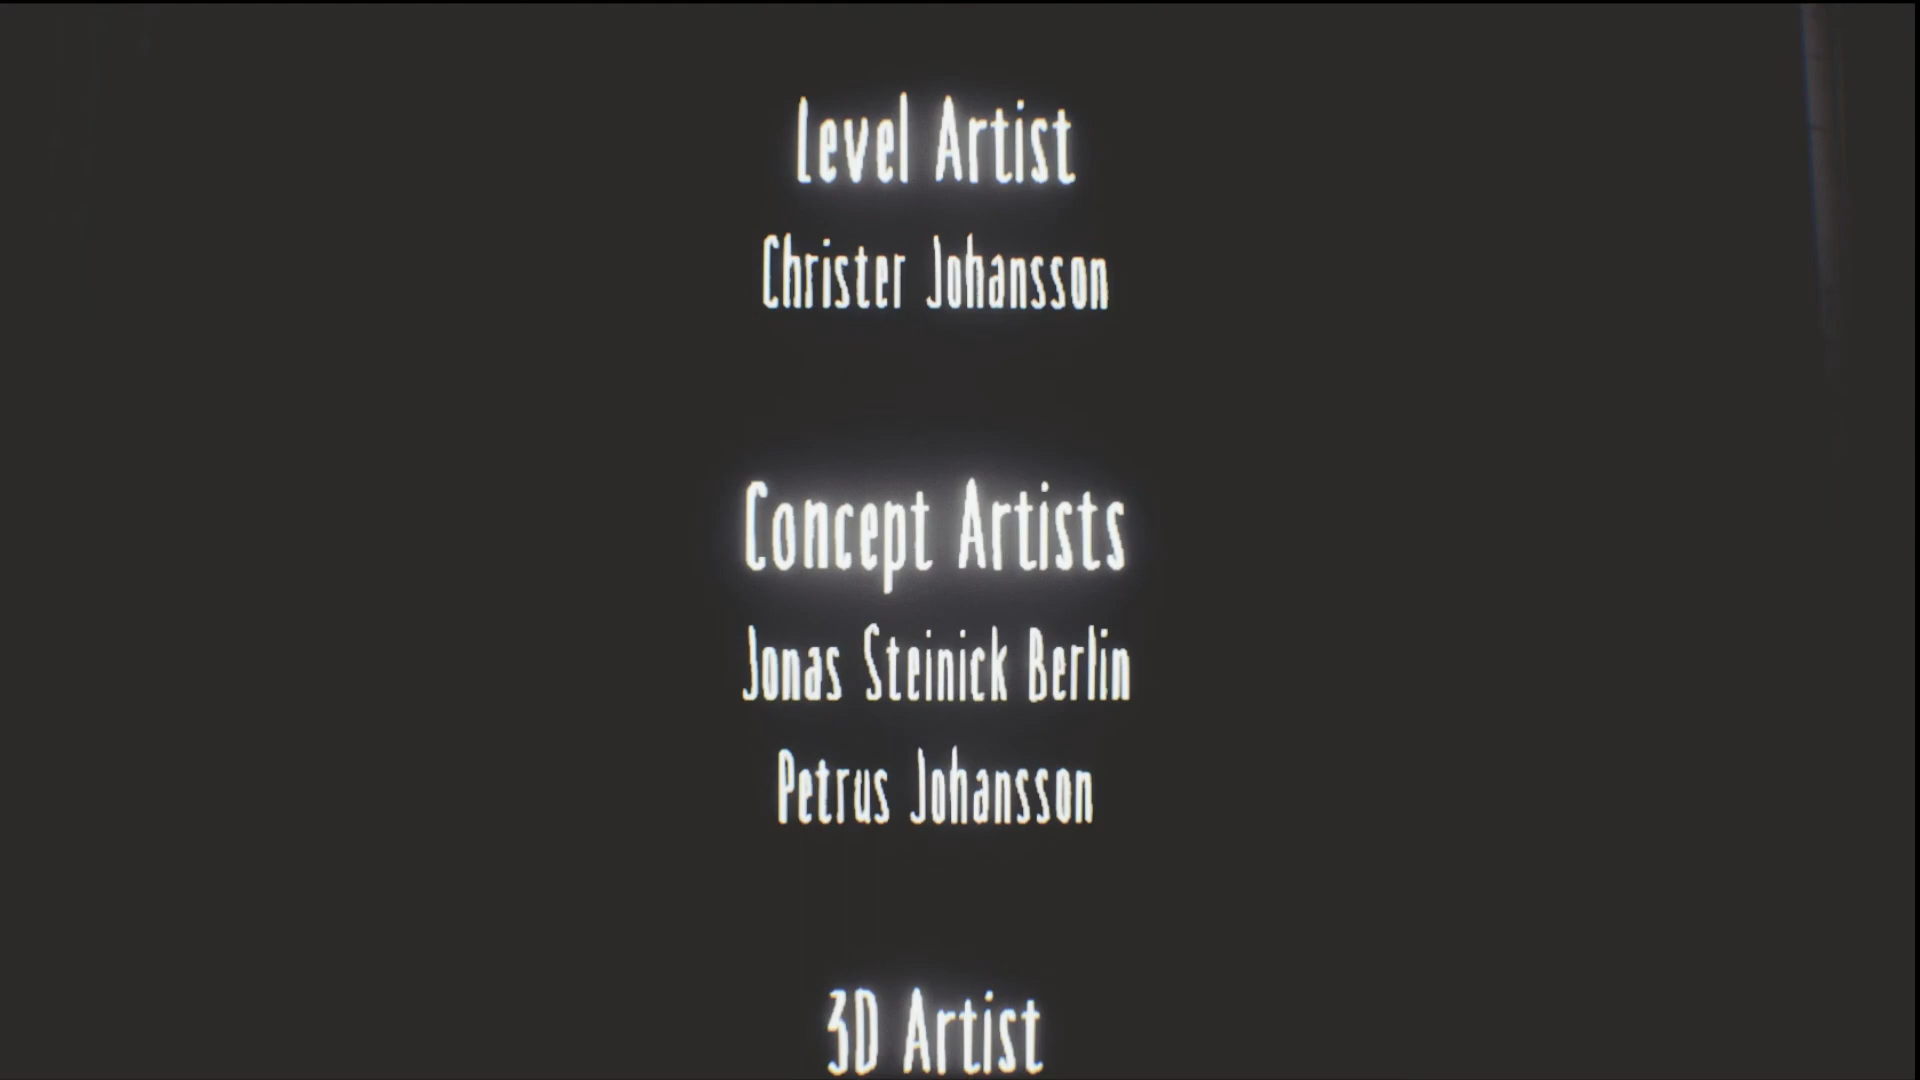 Level Artist
Christer Johansson
Concept Artists
Jonas Steinick Berlin
Petrus Johansson
3D Artist